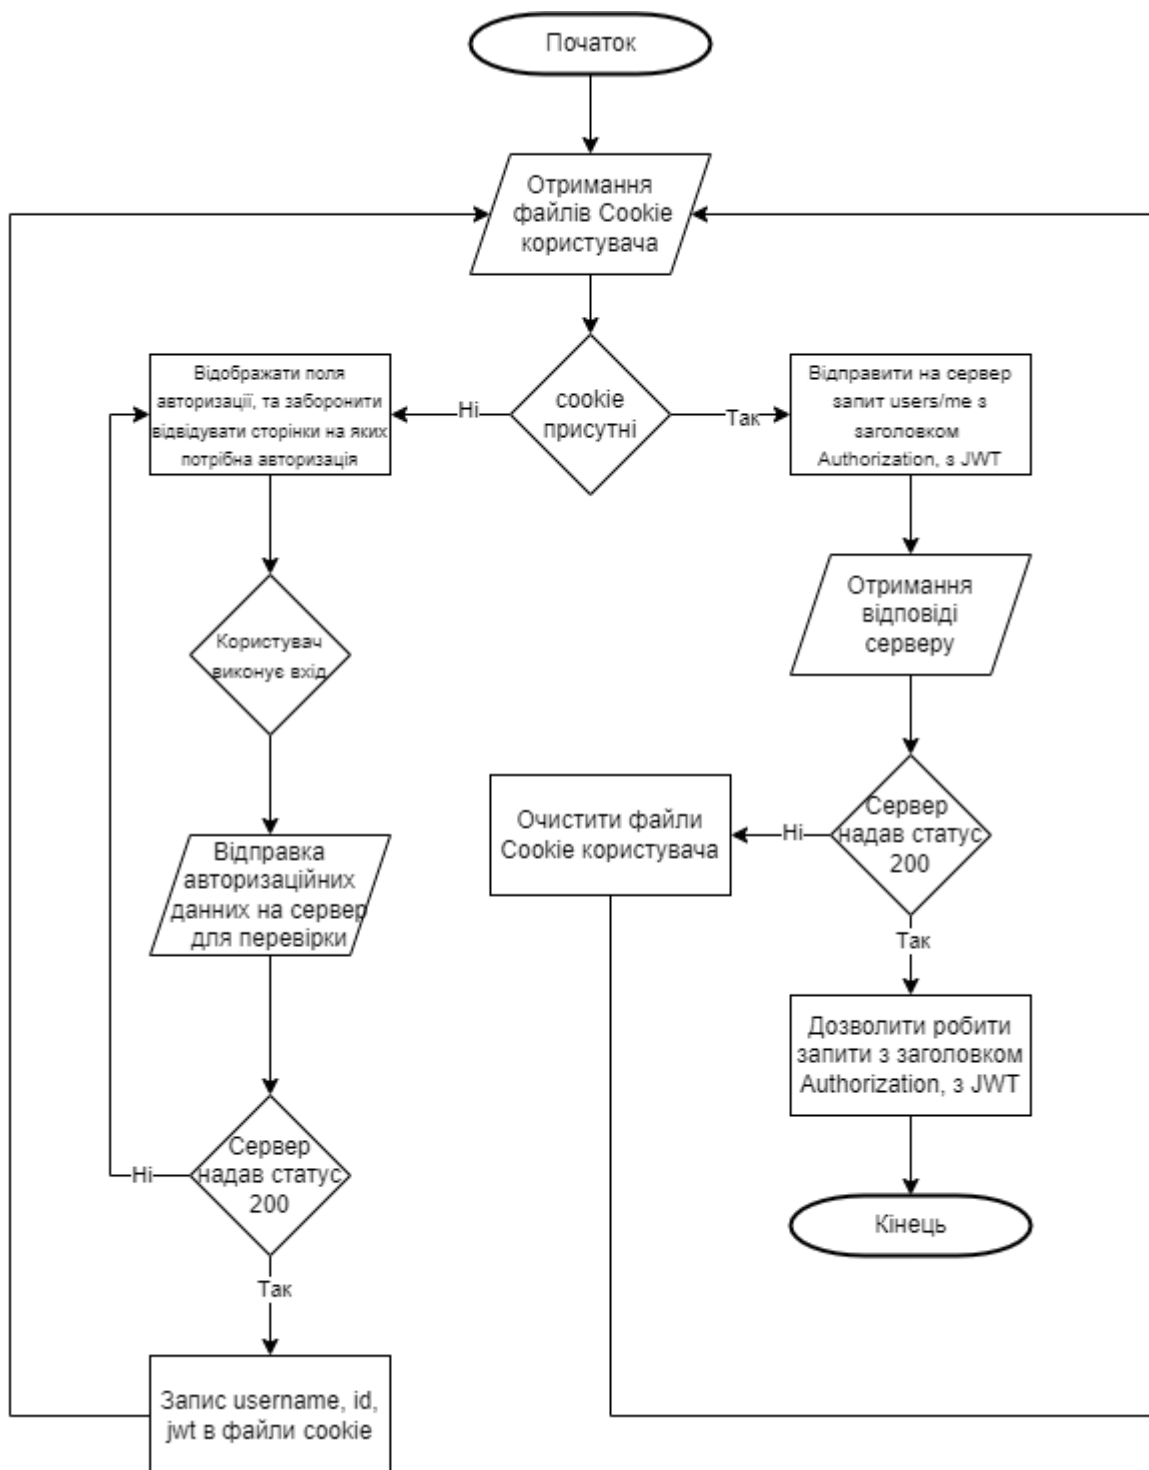 Початок
Отримання
файлів Cookie
користувача
cookie
присутні
Ні
Так
Відображати поля
авторизації, та заборонити
відвідувати сторінки на яких
потрібна авторізація
Користувач
виконує вхід
Відправка
авторизаційних
данних на сервер
для перевірки
Сервер
надав статус
200
Ні
Так
Запис username, id,
jwt в файли cookie
Відправити на сервер
запит users/me з
заголовком
Authorization, s JWT
Отримання
відповіді
серверу
Сервер
надав статус
200
Ні
Очистити файли
Cookie користувача
Так
Дозволити робити
запити з заголовком
Authorization, з JWT
Кінець